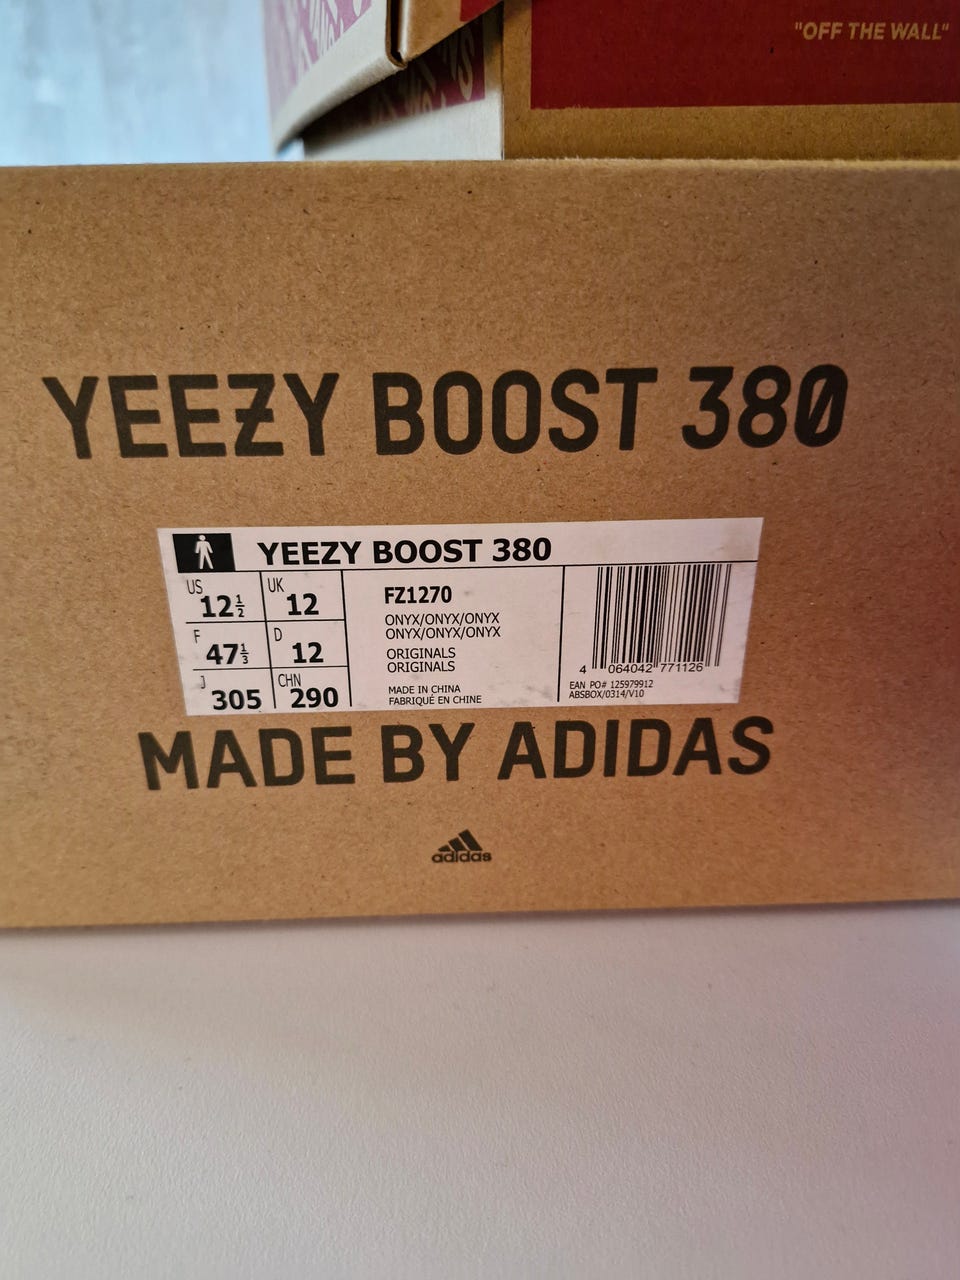 "OFF THE WALL"
YEEZY BOOST 380
YEEZY BOOST 380
US 12½ UK 12
F 47⅓ D 12
J 305 CHN 290
FZ1270
ONYX/ONYX/ONYX
ONYX/ONYX/ONYX
ORIGINALS
ORIGINALS
MADE IN CHINA
FABRIQUÉ EN CHINE
4 064042 771126
EAN PO# 125979912
ABSBOX/0314/V10
MADE BY ADIDAS
adidas